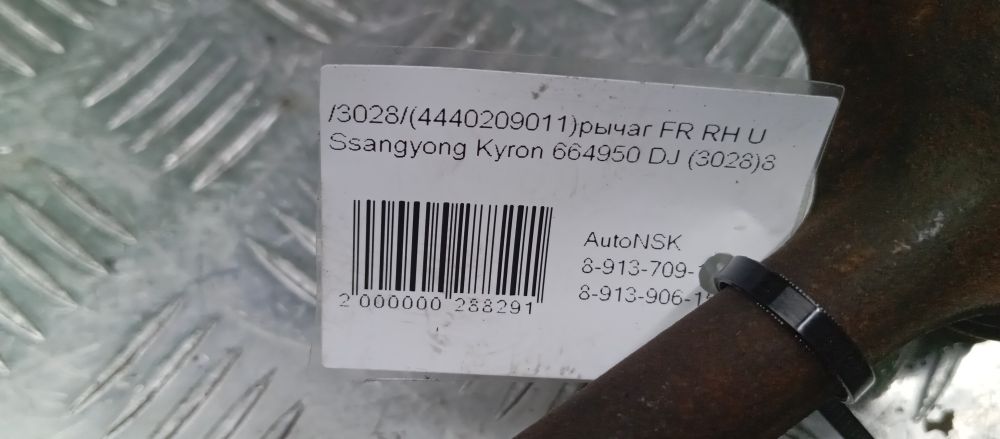 /3028/(4440209011)рычаг FR RH U
Ssangyong Kyron 664950 DJ (3028)8
AutoNSK
8-913-709-
8-913-906-1
2 000000 288291